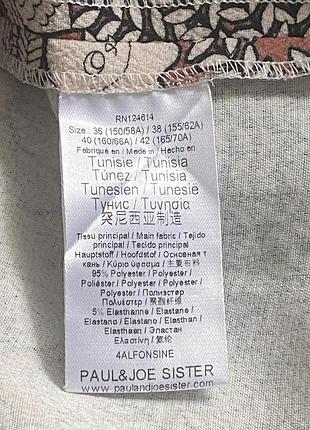 RN124614
Size : 36 (150/58A) / 38 (155/62A)
40 (160/66A) / 42 (165/70A)
Fabriqué en / Made in / Hecho en
Tunisie / Tunisia
Túnez / Tunisia
Tunesien / Tunesië
Тунис / Τυνησία
突尼西亚制造
Tissu principal / Main fabric / Tejido
principal / Tessuto principale /
Hauptstoff / Hoofdstof / Основная т
кань / Κύριο ύφασμα / 主要布料
95% Polyester / Polyester /
Poliéster / Poliestere / Polyester /
Polyester / Полиэстер
Πολυέστερ / 聚酯纤维
5% Elasthanne / Elastane /
Elastano / Elastan / Elasthan /
Elasthaan / Эластан
Ελαστίνη / 氨纶
4ALFONSINE
PAUL&JOE SISTER
www.paulandjoesister.com